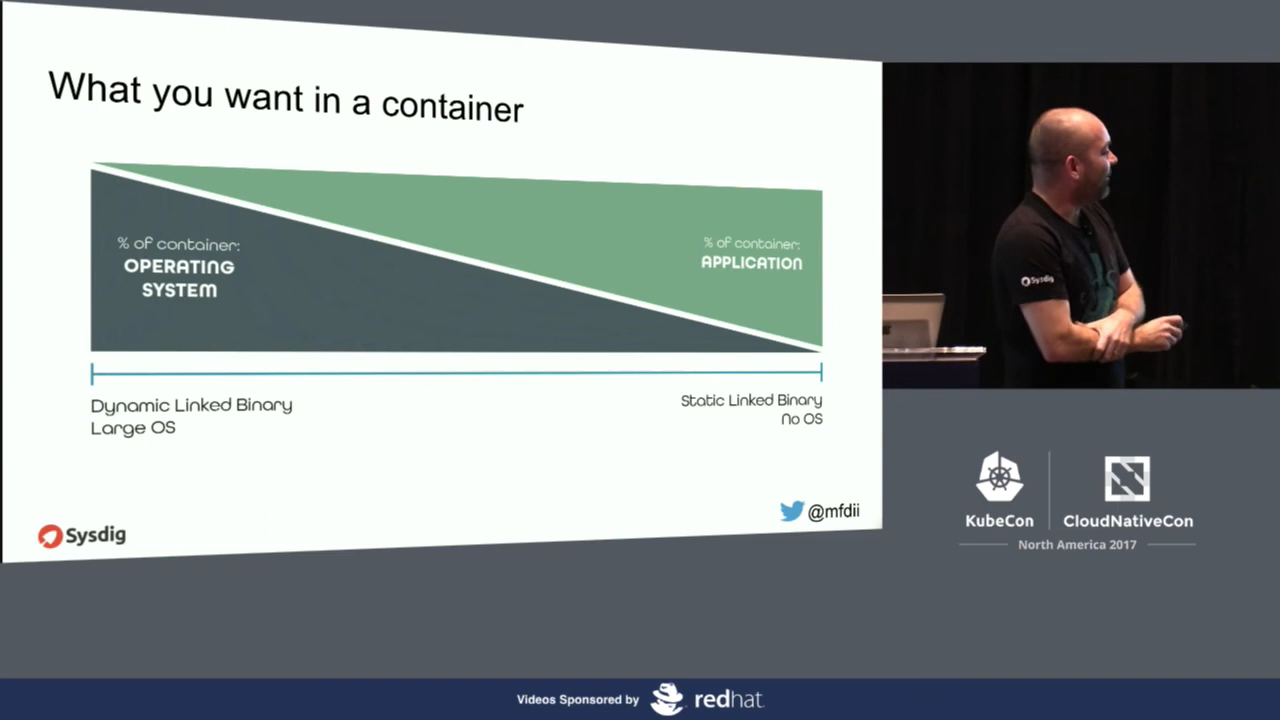 What you want in a container
% of container:
OPERATING
SYSTEM
% of container:
APPLICATION
Dynamic Linked Binary
Large OS
Static Linked Binary
No OS
Sysdig
@mfdii
Sysdig
KubeCon
CloudNativeCon
North America 2017
Videos Sponsored by
redhat